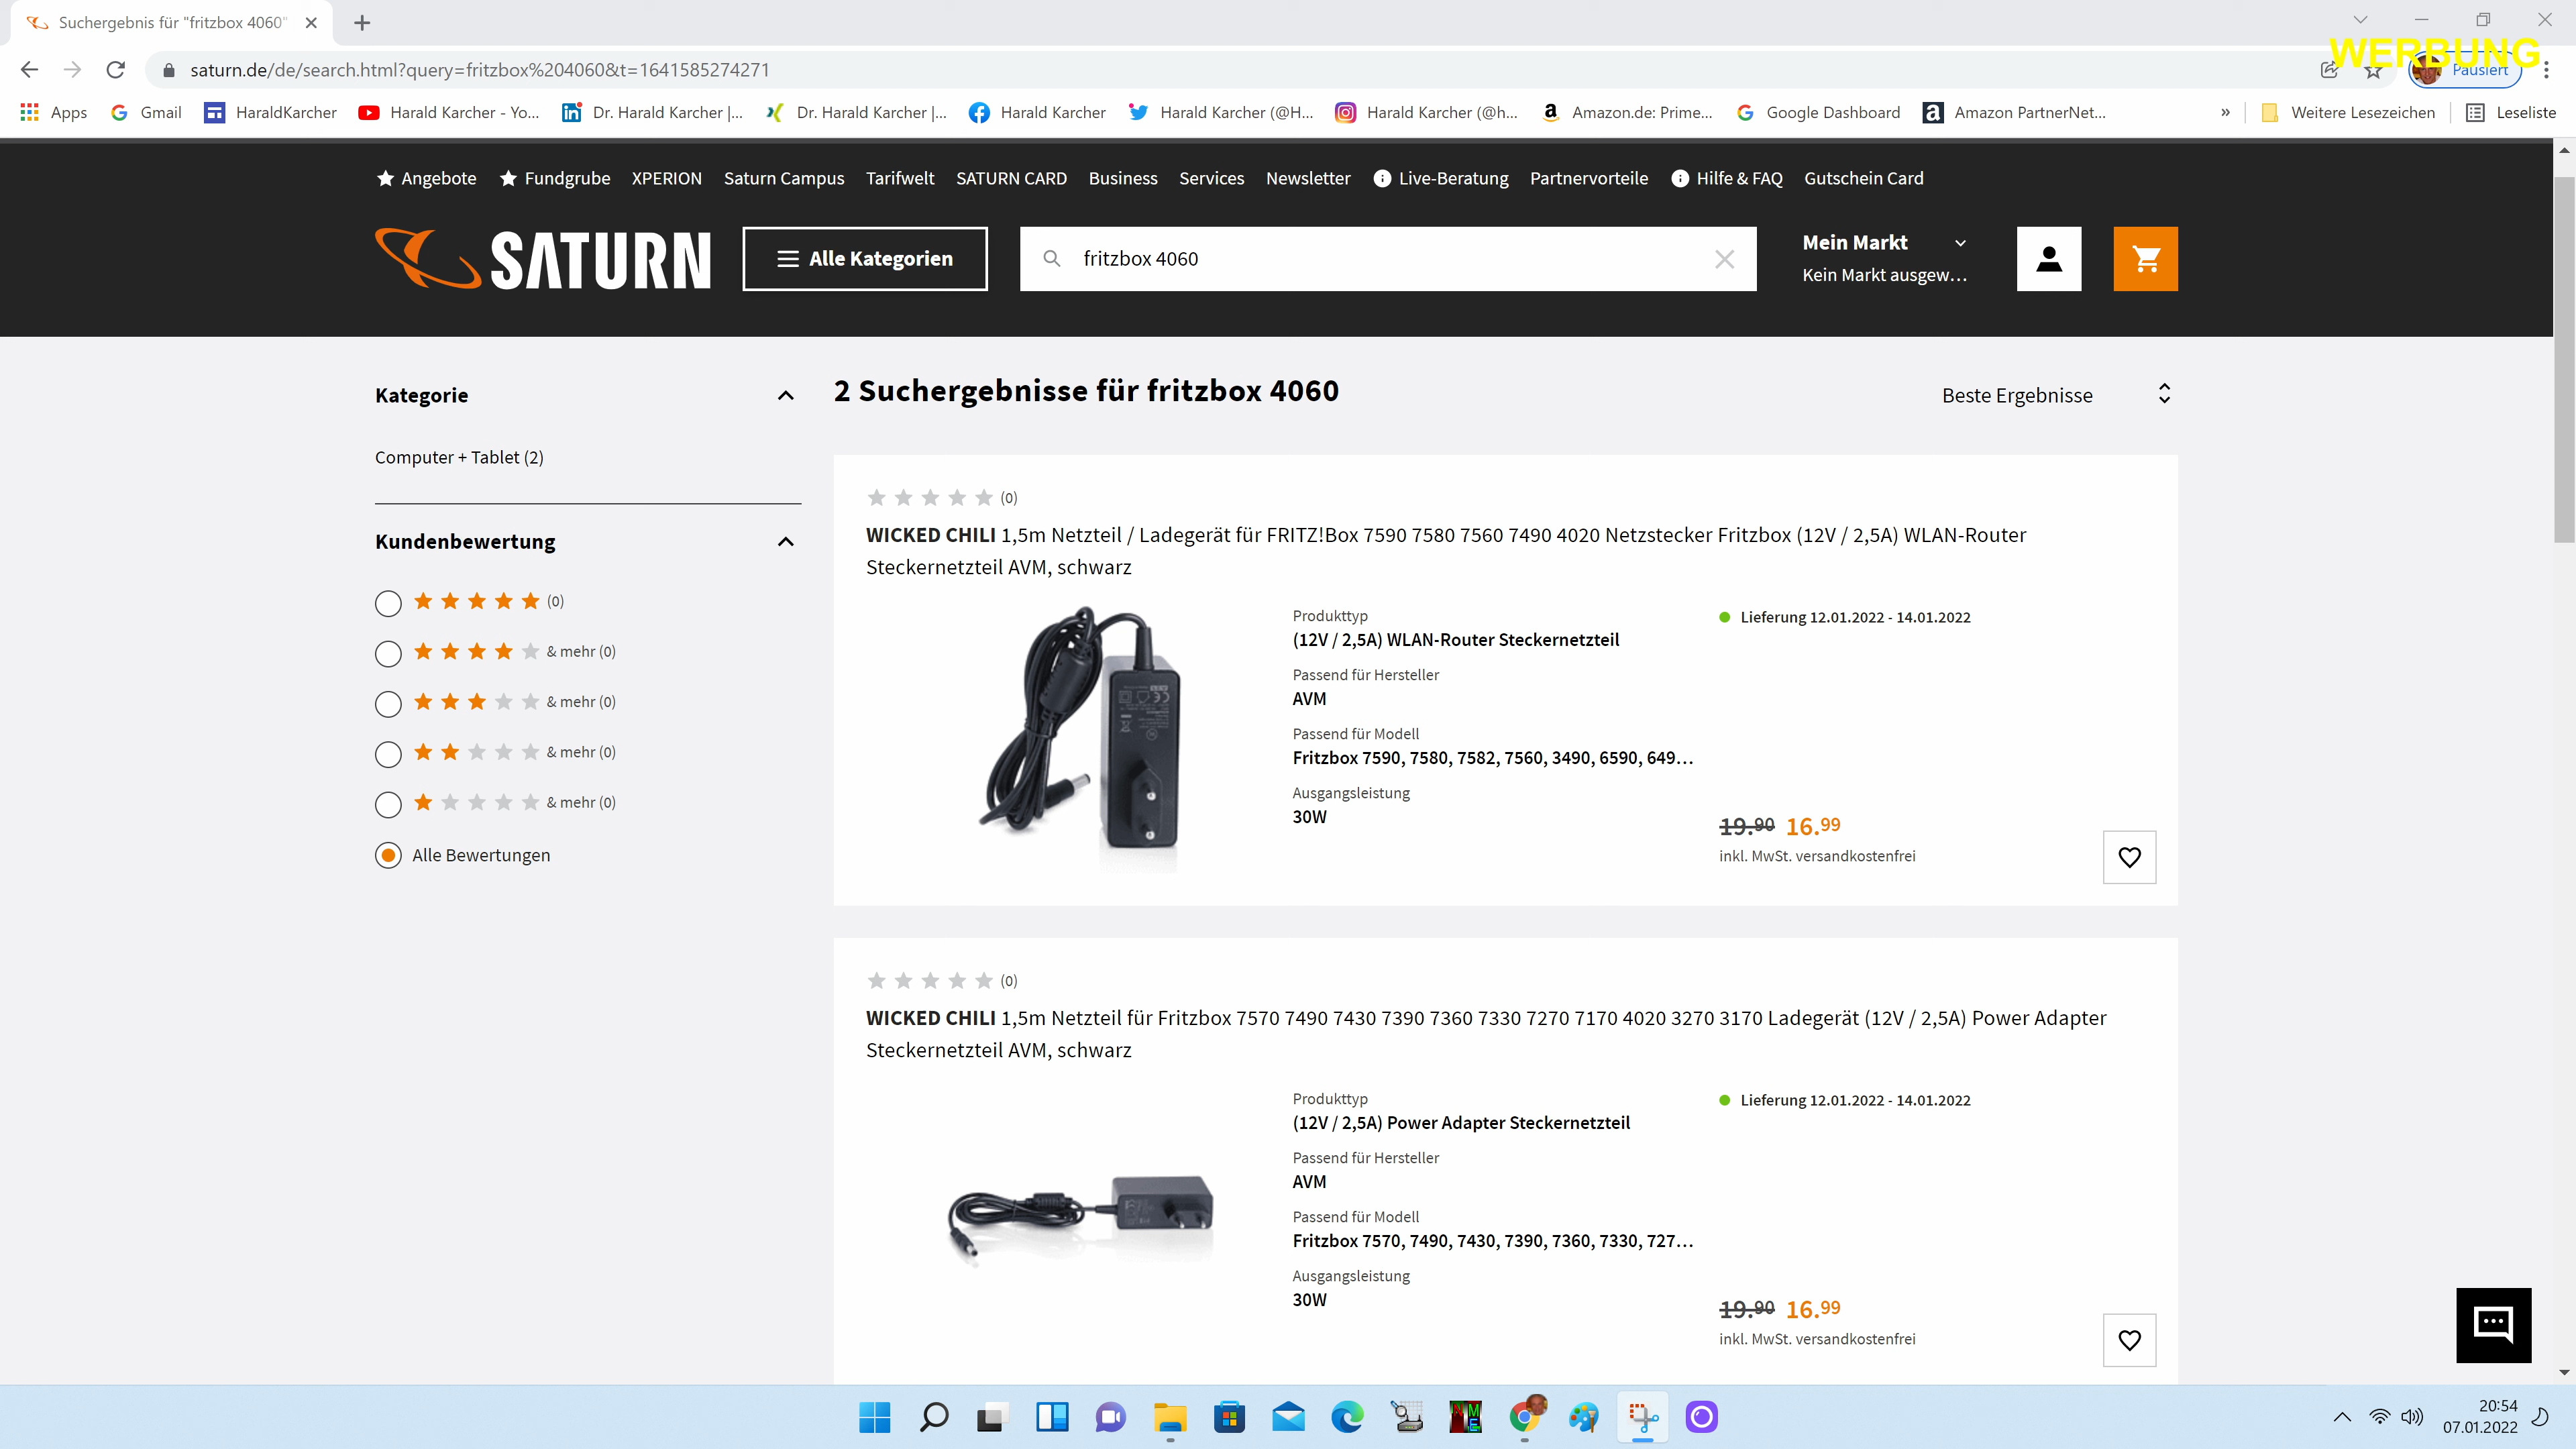 Suchergebnis für "fritzbox 4060"
WERBUNG
saturn.de/de/search.html?query=fritzbox%204060&t=1641585274271
Pausiert
Apps
Gmail
HaraldKarcher
Harald Karcher - Yo...
Dr. Harald Karcher |...
Dr. Harald Karcher |...
Harald Karcher
Harald Karcher (@H...
Harald Karcher (@h...
Amazon.de: Prime...
Google Dashboard
Amazon PartnerNet...
»
Weitere Lesezeichen
Leseliste
Angebote
Fundgrube
XPERION
Saturn Campus
Tarifwelt
SATURN CARD
Business
Services
Newsletter
Live-Beratung
Partnervorteile
Hilfe & FAQ
Gutschein Card
SATURN
Alle Kategorien
fritzbox 4060
Mein Markt
Kein Markt ausgew...
Kategorie
Computer + Tablet (2)
Kundenbewertung
(0)
& mehr (0)
& mehr (0)
& mehr (0)
& mehr (0)
Alle Bewertungen
2 Suchergebnisse für fritzbox 4060
Beste Ergebnisse
(0)
WICKED CHILI 1,5m Netzteil / Ladegerät für FRITZ!Box 7590 7580 7560 7490 4020 Netzstecker Fritzbox (12V / 2,5A) WLAN-Router
Steckernetzteil AVM, schwarz
Produkttyp
(12V / 2,5A) WLAN-Router Steckernetzteil
Passend für Hersteller
AVM
Passend für Modell
Fritzbox 7590, 7580, 7582, 7560, 3490, 6590, 649...
Ausgangsleistung
30W
Lieferung 12.01.2022 - 14.01.2022
19.90 16.99
inkl. MwSt. versandkostenfrei
(0)
WICKED CHILI 1,5m Netzteil für Fritzbox 7570 7490 7430 7390 7360 7330 7270 7170 4020 3270 3170 Ladegerät (12V / 2,5A) Power Adapter
Steckernetzteil AVM, schwarz
Produkttyp
(12V / 2,5A) Power Adapter Steckernetzteil
Passend für Hersteller
AVM
Passend für Modell
Fritzbox 7570, 7490, 7430, 7390, 7360, 7330, 727...
Ausgangsleistung
30W
Lieferung 12.01.2022 - 14.01.2022
19.90 16.99
inkl. MwSt. versandkostenfrei
20:54
07.01.2022